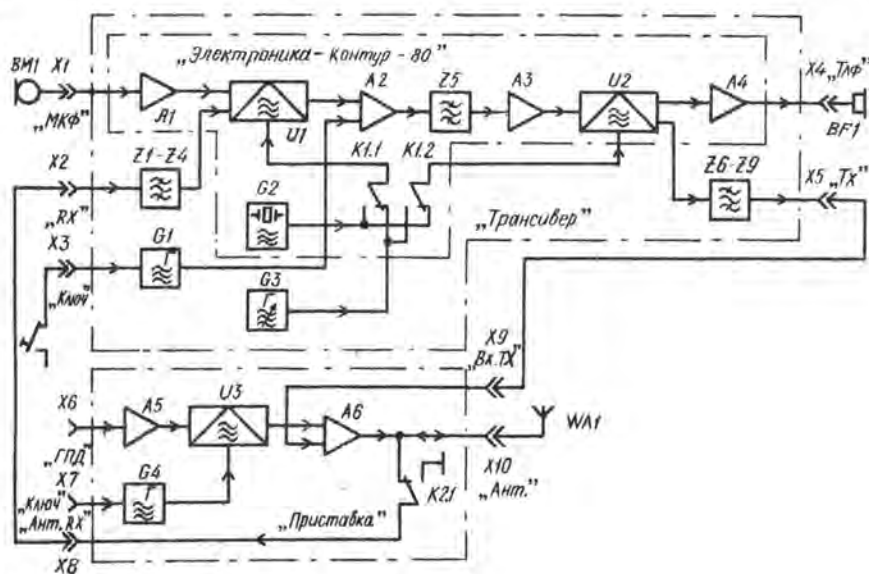 „Электроника-Контур-80"
BM1 X1
A1
„МКФ"
U1
A2
Z5
A3
U2
A4
X4 „Тлф"
BF1
X2
Z1-Z4
„RX"
K1.1
K1.2
G2
Z6-Z9
X5 „TX"
„Трансивер"
X3
G1
„Ключ"
G3
X9
„Вх.TX"
X6
A5
U3
A6
WA1
„ГПД"
X7
G4
X10
„Ключ"
K2.1
„Ант."
„Ант. RX"
„Приставка"
X8